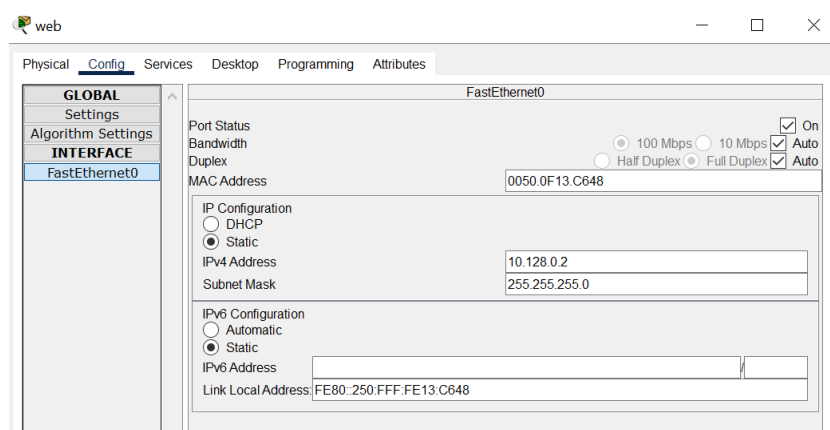 web
Physical Config Services Desktop Programming Attributes
GLOBAL
Settings
Algorithm Settings
INTERFACE
FastEthernet0
FastEthernet0
Port Status On
Bandwidth 100 Mbps 10 Mbps Auto
Duplex Half Duplex Full Duplex Auto
MAC Address 0050.0F13.C648
IP Configuration
DHCP
Static
IPv4 Address 10.128.0.2
Subnet Mask 255.255.255.0
IPv6 Configuration
Automatic
Static
IPv6 Address /
Link Local Address: FE80::250:FFF:FE13:C648